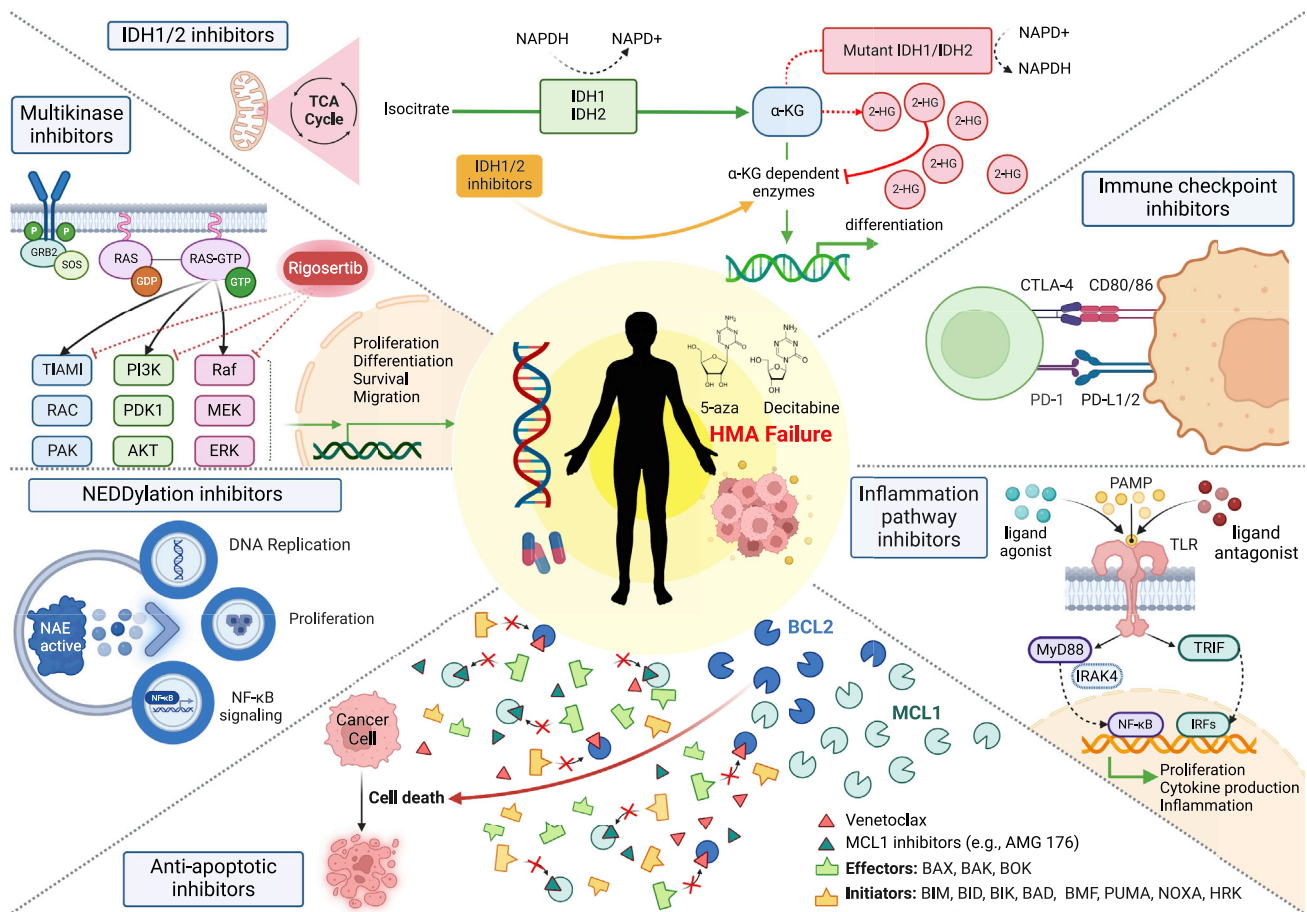 IDH1/2 inhibitors
TCA
Cycle
NAPDH
NAPD+
Isocitrate
IDH1
IDH2
α-KG
Mutant IDH1/IDH2
NAPD+
NAPDH
2-HG
2-HG
2-HG
2-HG
2-HG
2-HG
IDH1/2
inhibitors
α-KG dependent
enzymes
differentiation
Multikinase
inhibitors
P
P
GRB2
SOS
RAS
GDP
RAS-GTP
GTP
Rigosertib
TIAMI
RAC
PAK
PI3K
PDK1
AKT
Raf
MEK
ERK
Proliferation
Differentiation
Survival
Migration
Immune checkpoint
inhibitors
CTLA-4
CD80/86
PD-1
PD-L1/2
NH₂
N
N
O
HO
O
OH
OH
NH₂
N
N
O
HO
O
OH
5-aza
Decitabine
HMA Failure
NEDDylation inhibitors
NAE
active
DNA Replication
Proliferation
NF-κB
NF-κB
signaling
Inflammation
pathway
inhibitors
ligand
agonist
PAMP
TLR
ligand
antagonist
MyD88
IRAK4
TRIF
NF-κB
IRFs
Proliferation
Cytokine production
Inflammation
Anti-apoptotic
inhibitors
Cancer
Cell
Cell death
BCL2
MCL1
Venetoclax
MCL1 inhibitors (e.g., AMG 176)
Effectors: BAX, BAK, BOK
Initiators: BIM, BID, BIK, BAD, BMF, PUMA, NOXA, HRK